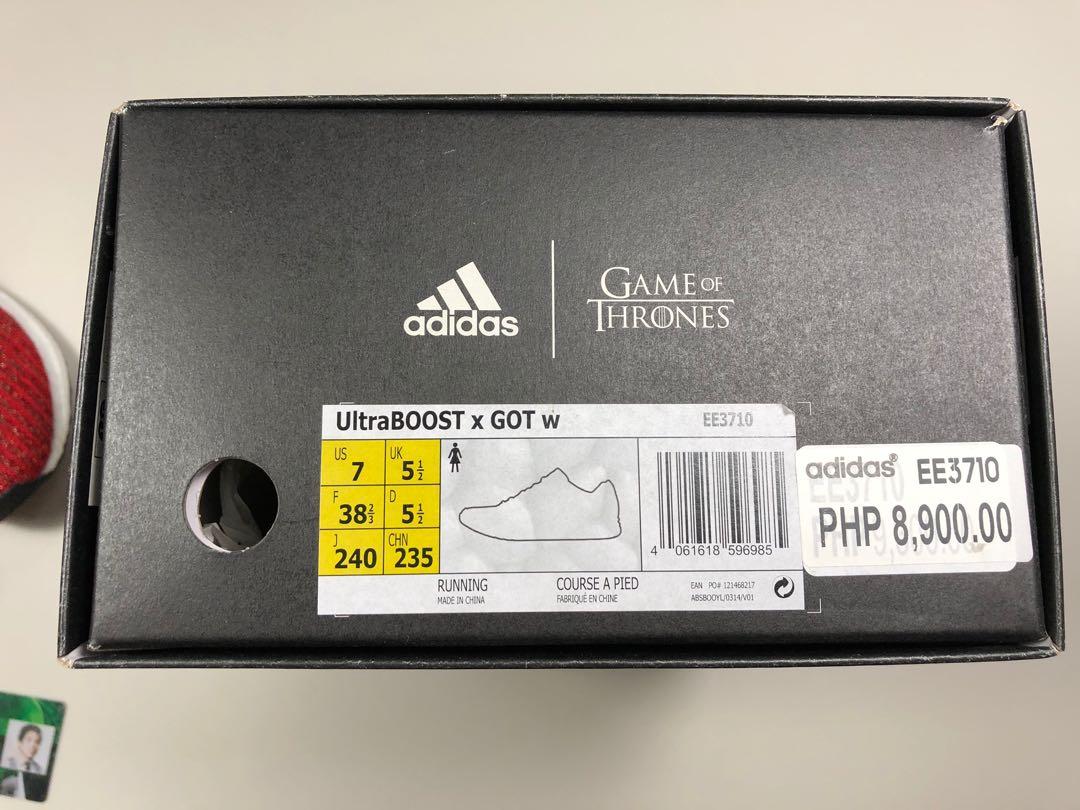 adidas
GAME OF
THRONES
UltraBOOST x GOT w EE3710
US 7 UK 5 1/2
F 38 2/3 D 5 1/2
J 240 CHN 235
4 061618 596985
RUNNING COURSE A PIED
MADE IN CHINA FABRIQUÉ EN CHINE
EAN PO# 121468217
ABSBOOYL/0314/V01
adidas® EE3710
PHP 8,900.00